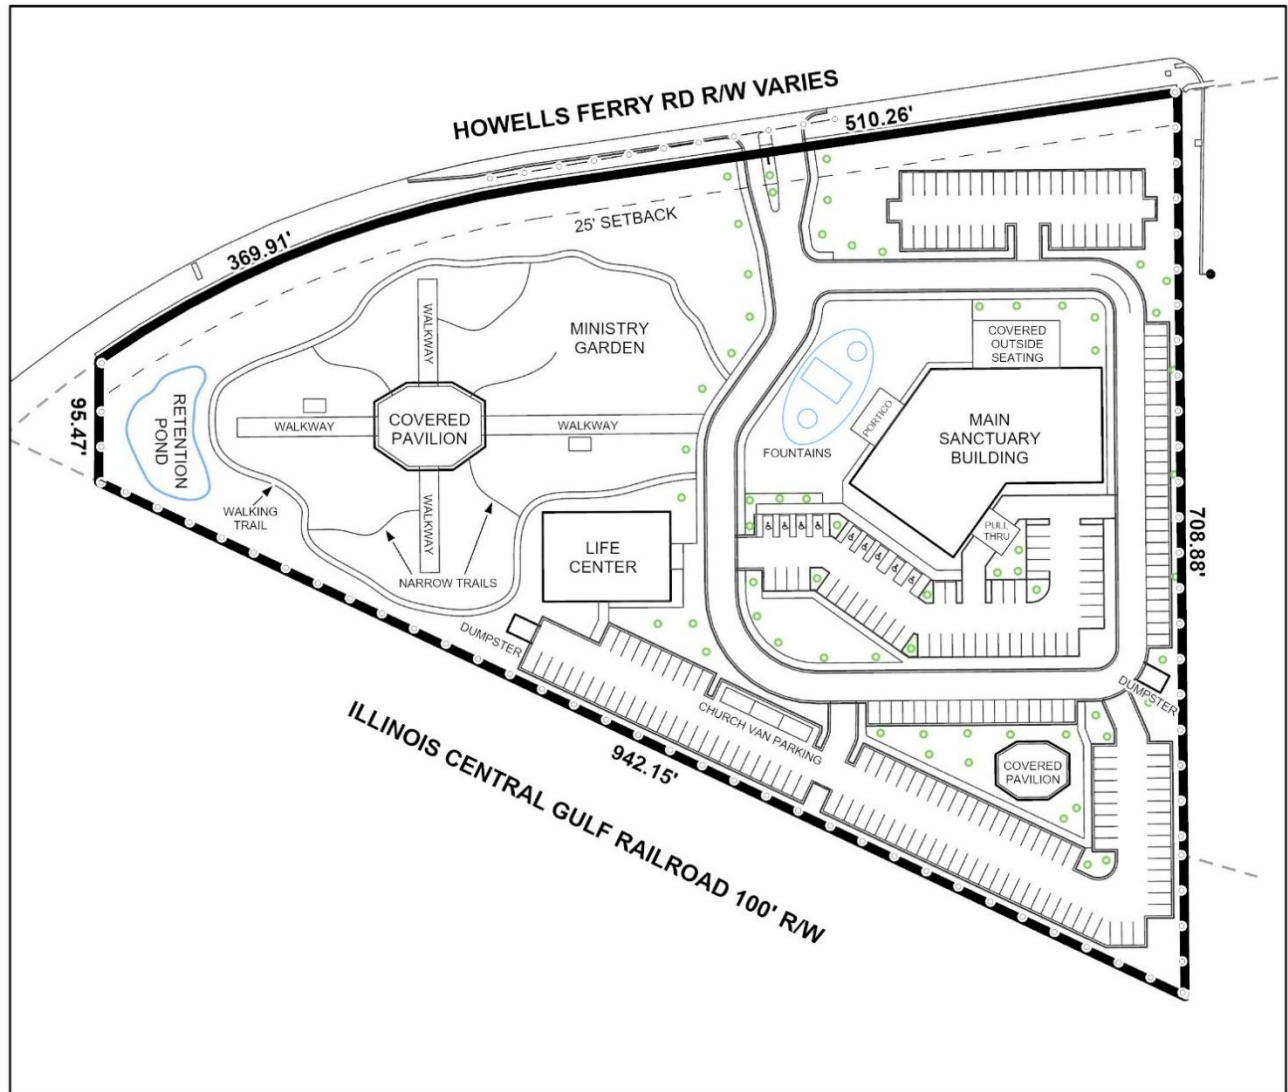 HOWELLS FERRY RD R/W VARIES
510.26'
369.91'
25' SETBACK
WALKWAY
MINISTRY
GARDEN
COVERED
OUTSIDE
SEATING
95.47'
RETENTION
POND
WALKWAY
COVERED
PAVILION
WALKWAY
PORTICO
MAIN
SANCTUARY
BUILDING
FOUNTAINS
WALKING
TRAIL
WALKWAY
NARROW TRAILS
LIFE
CENTER
PULL
THRU
708.88'
DUMPSTER
DUMPSTER
CHURCH VAN PARKING
COVERED
PAVILION
942.15'
ILLINOIS CENTRAL GULF RAILROAD 100' R/W